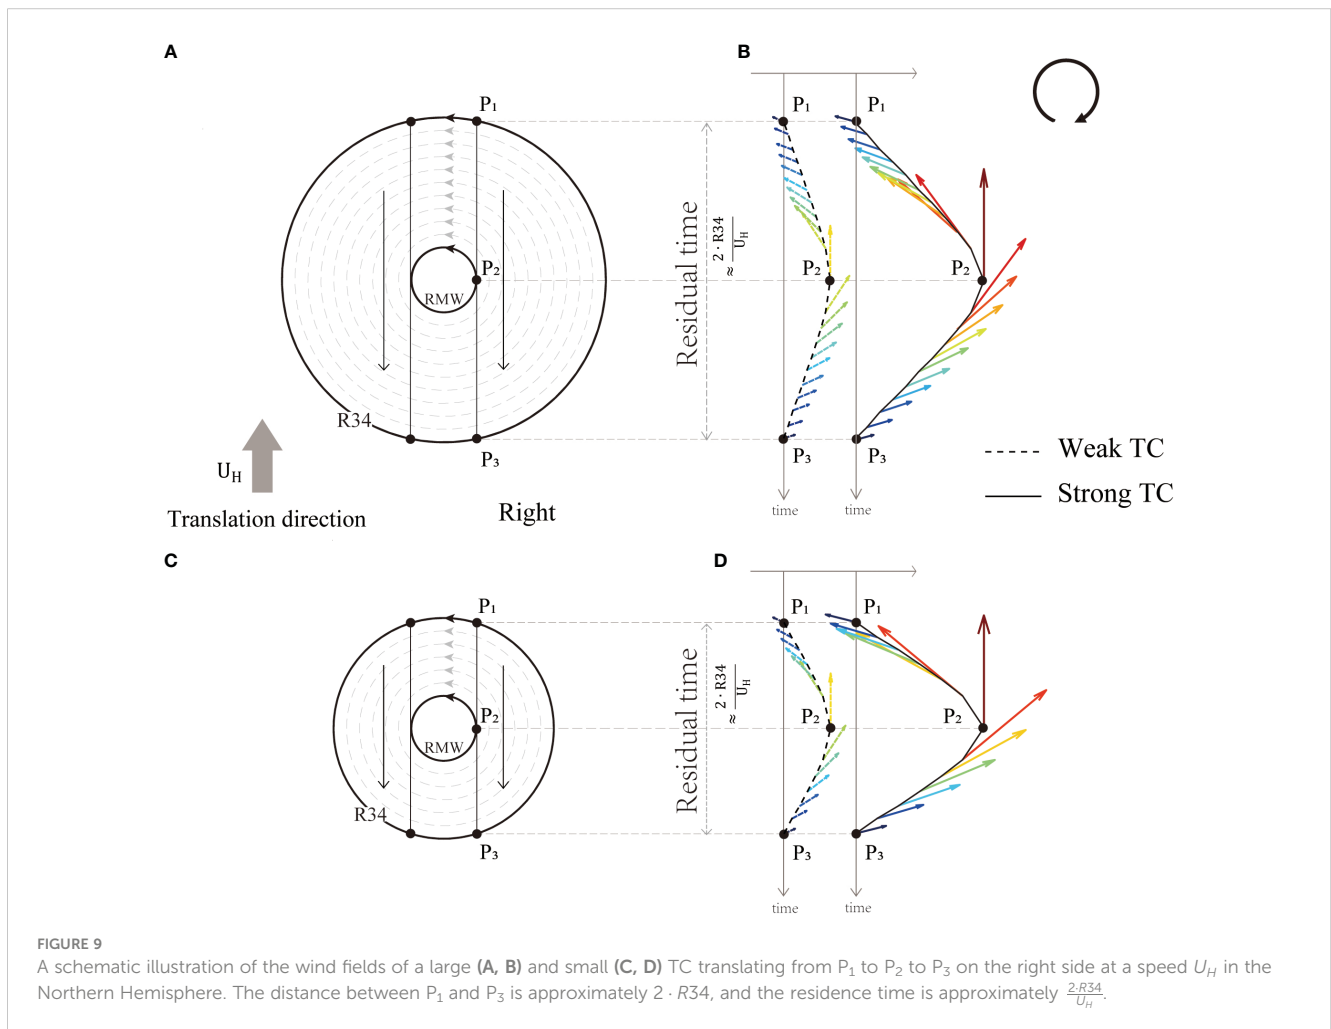 A
B
P₁
P₁
P₁
P₂
RMW
R34
P₃
U_H
Translation direction
Right
Residual time
≈ 2 · R34 / U_H
P₂
P₂
P₃
P₃
time
time
Weak TC
Strong TC
C
D
P₁
P₁
P₁
P₂
RMW
R34
P₃
Residual time
≈ 2 · R34 / U_H
P₂
P₂
P₃
P₃
time
time
FIGURE 9
A schematic illustration of the wind fields of a large (A, B) and small (C, D) TC translating from P₁ to P₂ to P₃ on the right side at a speed U_H in the
Northern Hemisphere. The distance between P₁ and P₃ is approximately 2 · R34, and the residence time is approximately 2·R34/U_H.